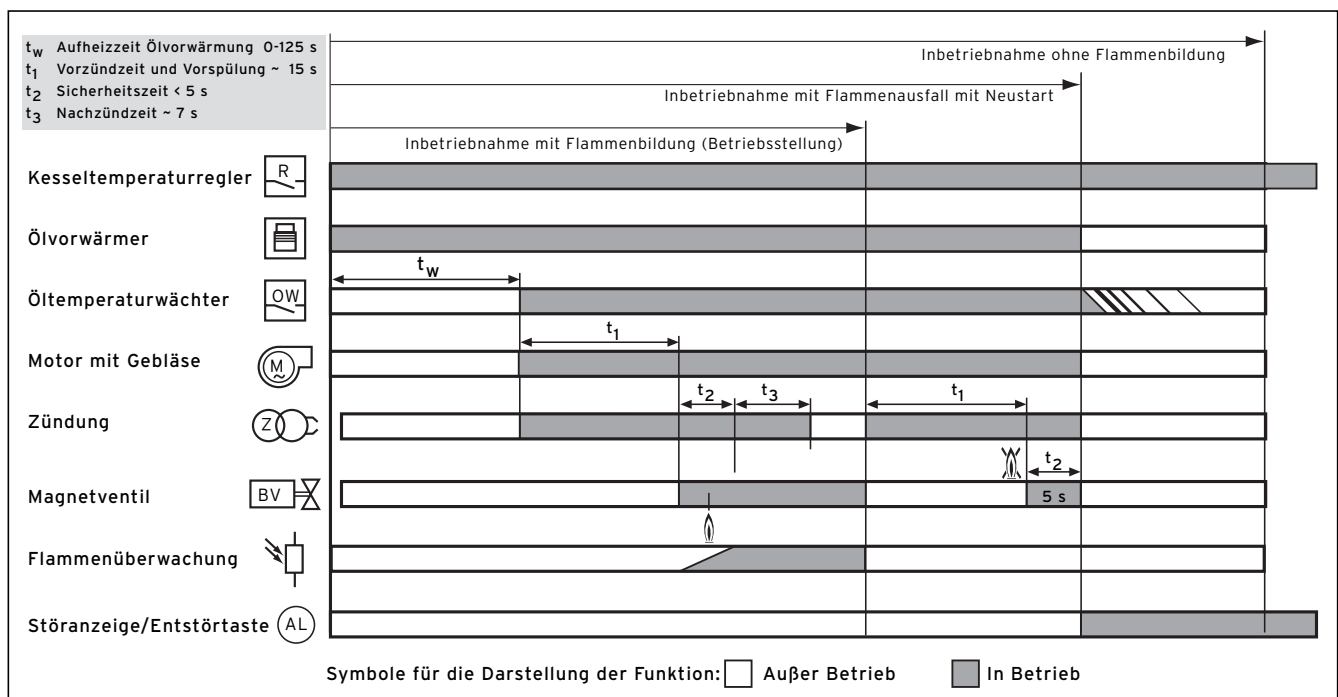 tw Aufheizzeit Ölvorwärmung 0-125 s
t1 Vorzündzeit und Vorspülung ~ 15 s
t2 Sicherheitszeit < 5 s
t3 Nachzündzeit ~ 7 s
Inbetriebnahme ohne Flammenbildung
Inbetriebnahme mit Flammenausfall mit Neustart
Inbetriebnahme mit Flammenbildung (Betriebsstellung)
Kesseltemperaturregler R
Ölvorwärmer
tw
Öltemperaturwächter OW
t1
Motor mit Gebläse M ~
t2 t3 t1
Zündung Z
t2
Magnetventil BV 5 s
Flammenüberwachung
Störanzeige/Entstörtaste AL
Symbole für die Darstellung der Funktion: Außer Betrieb In Betrieb